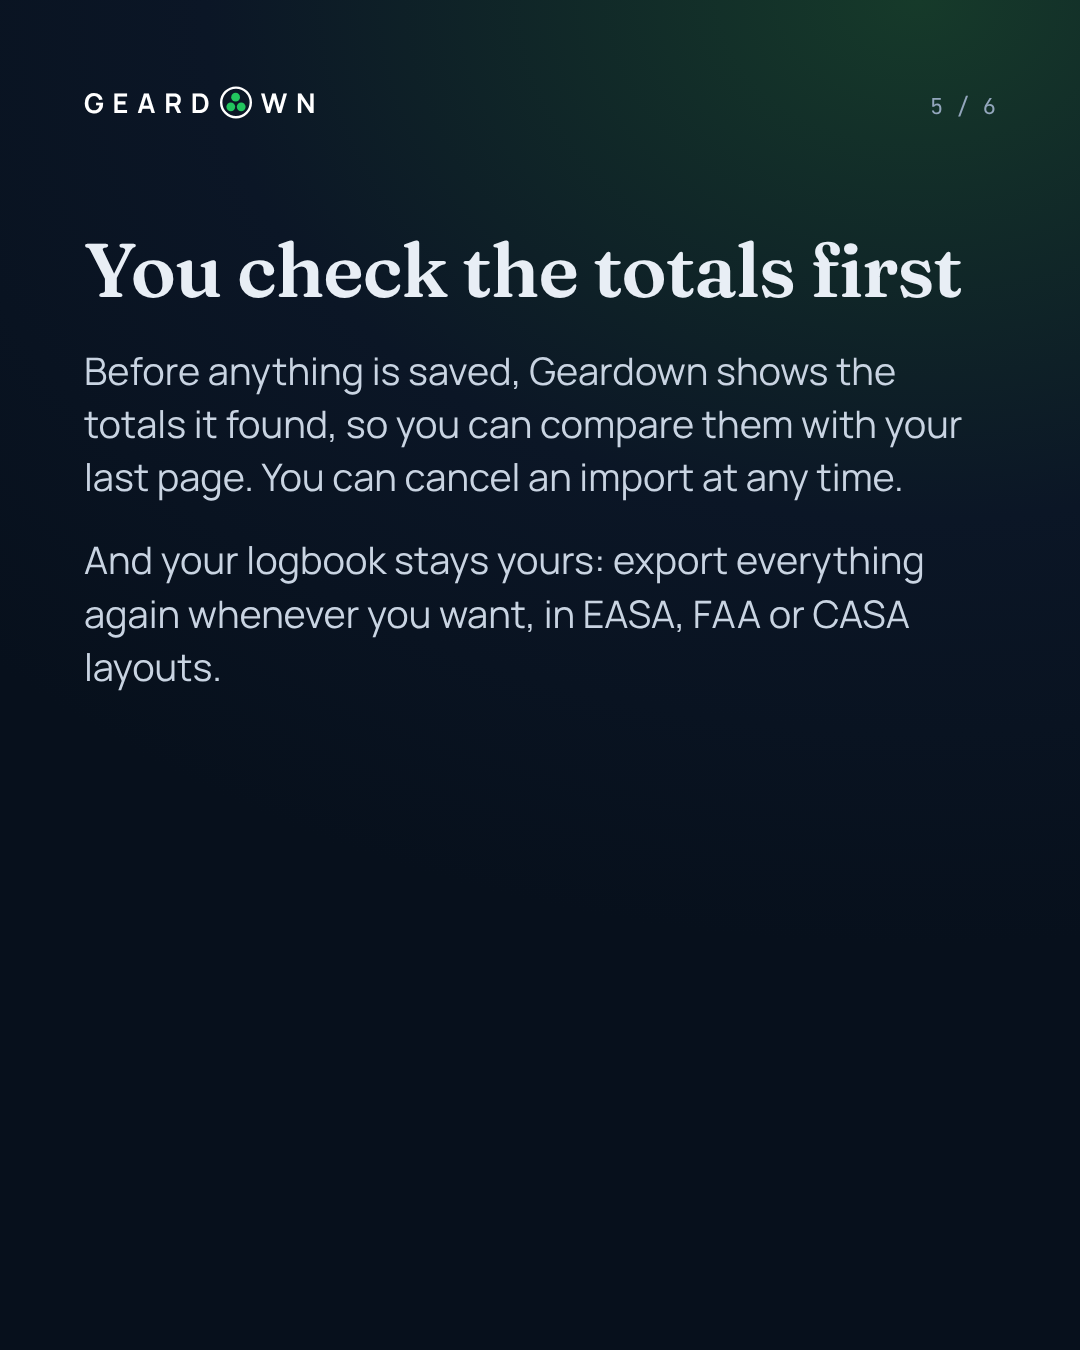 GEARDOWN
5 / 6
You check the totals first
Before anything is saved, Geardown shows the
totals it found, so you can compare them with your
last page. You can cancel an import at any time.
And your logbook stays yours: export everything
again whenever you want, in EASA, FAA or CASA
layouts.